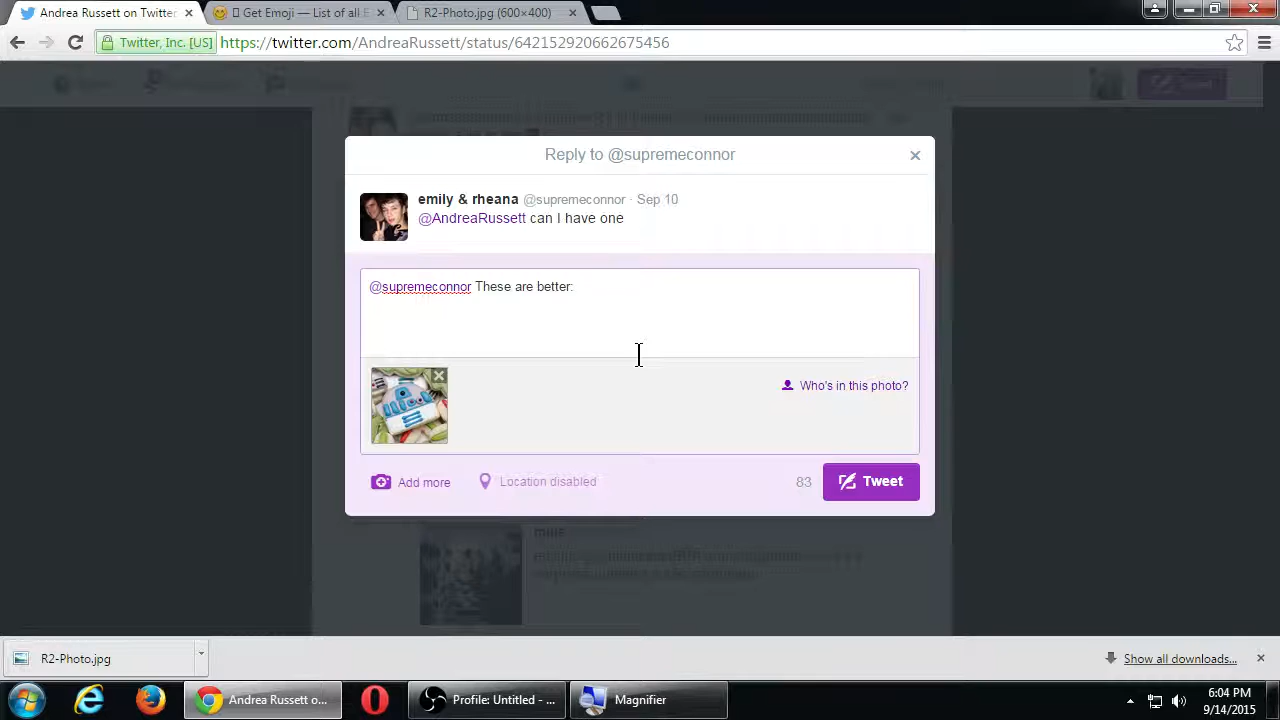 Andrea Russett on Twitter:
Get Emoji — List of all E
R2-Photo.jpg (600×400)
Twitter, Inc. [US]
https://twitter.com/AndreaRussett/status/642152920662675456
Reply to @supremeconnor
emily & rheana @supremeconnor · Sep 10
@AndreaRussett can I have one
@supremeconnor These are better:
Who's in this photo?
Add more
Location disabled
83
Tweet
R2-Photo.jpg
Show all downloads...
Andrea Russett o...
Profile: Untitled - ...
Magnifier
6:04 PM
9/14/2015